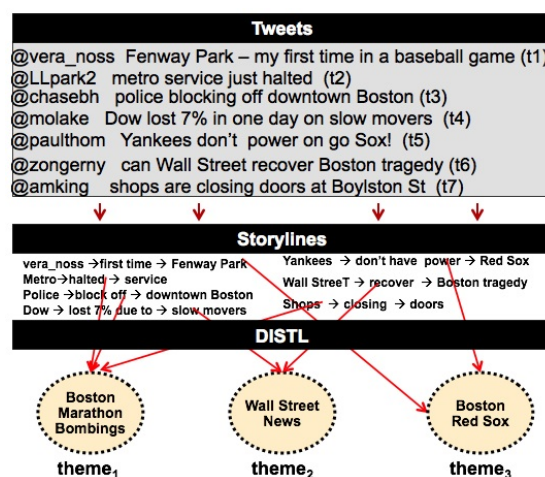 Tweets
@vera_noss Fenway Park – my first time in a baseball game (t1)
@LLpark2 metro service just halted (t2)
@chasebh police blocking off downtown Boston (t3)
@molake Dow lost 7% in one day on slow movers (t4)
@paulthom Yankees don't power on go Sox! (t5)
@zongerny can Wall Street recover Boston tragedy (t6)
@amking shops are closing doors at Boylston St (t7)
Storylines
vera_noss →first time → Fenway Park
Metro→halted → service
Police →block off → downtown Boston
Dow → lost 7% due to → slow movers
Yankees → don't have power → Red Sox
Wall StreeT → recover → Boston tragedy
Shops → closing → doors
DISTL
Boston
Marathon
Bombings
Wall Street
News
Boston
Red Sox
theme1
theme2
theme3